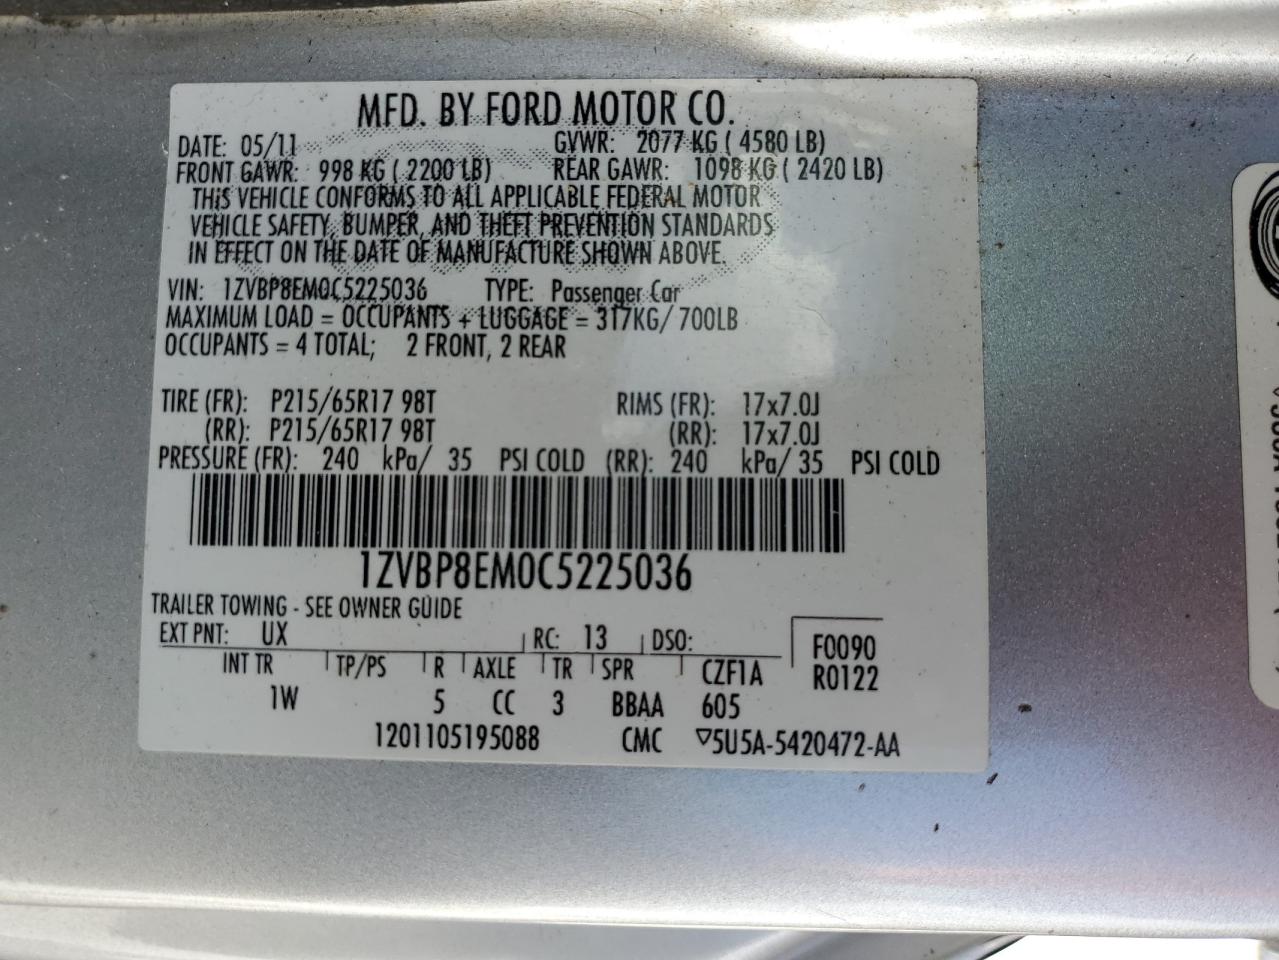 MFD. BY FORD MOTOR CO.
DATE: 05/11 GVWR: 2077 KG ( 4580 LB)
FRONT GAWR: 998 KG ( 2200 LB) REAR GAWR: 1098 KG ( 2420 LB)
THIS VEHICLE CONFORMS TO ALL APPLICABLE FEDERAL MOTOR
VEHICLE SAFETY, BUMPER, AND THEFT PREVENTION STANDARDS
IN EFFECT ON THE DATE OF MANUFACTURE SHOWN ABOVE.
VIN: 1ZVBP8EM0C5225036 TYPE: Passenger Car
MAXIMUM LOAD = OCCUPANTS + LUGGAGE = 317KG/ 700LB
OCCUPANTS = 4 TOTAL; 2 FRONT, 2 REAR
TIRE (FR): P215/65R17 98T RIMS (FR): 17x7.0J
(RR): P215/65R17 98T (RR): 17x7.0J
PRESSURE (FR): 240 kPa/ 35 PSI COLD (RR): 240 kPa/ 35 PSI COLD
1ZVBP8EM0C5225036
TRAILER TOWING - SEE OWNER GUIDE
EXT PNT: UX RC: 13 DSO: F0090
INT TR TP/PS R AXLE TR SPR CZF1A R0122
1W 5 CC 3 BBAA 605
1201105195088 CMC ▽5U5A-5420472-AA